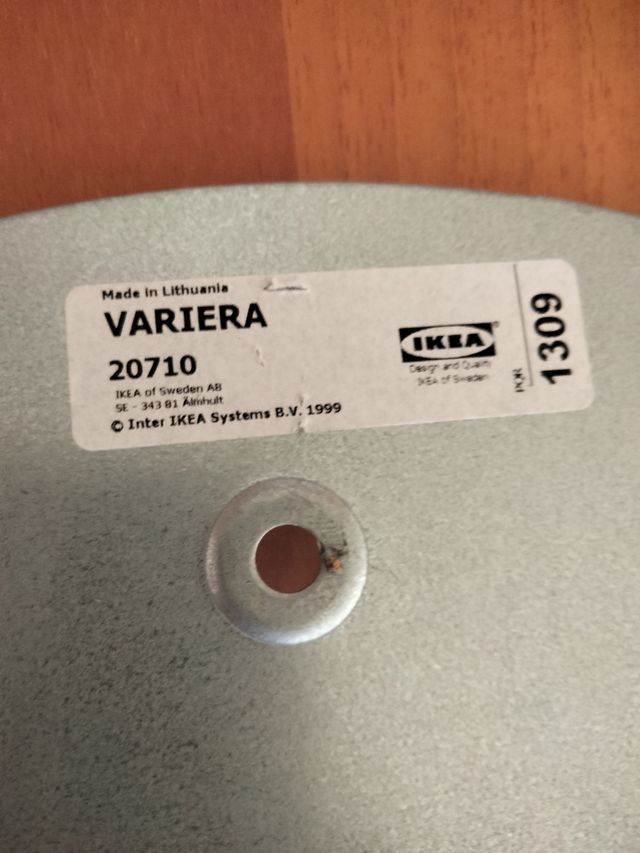 Made in Lithuania
VARIERA
20710
IKEA of Sweden AB
SE - 343 81 Älmhult
© Inter IKEA Systems B.V. 1999
IKEA®
Design and Quality
IKEA of Sweden
PQR
1309